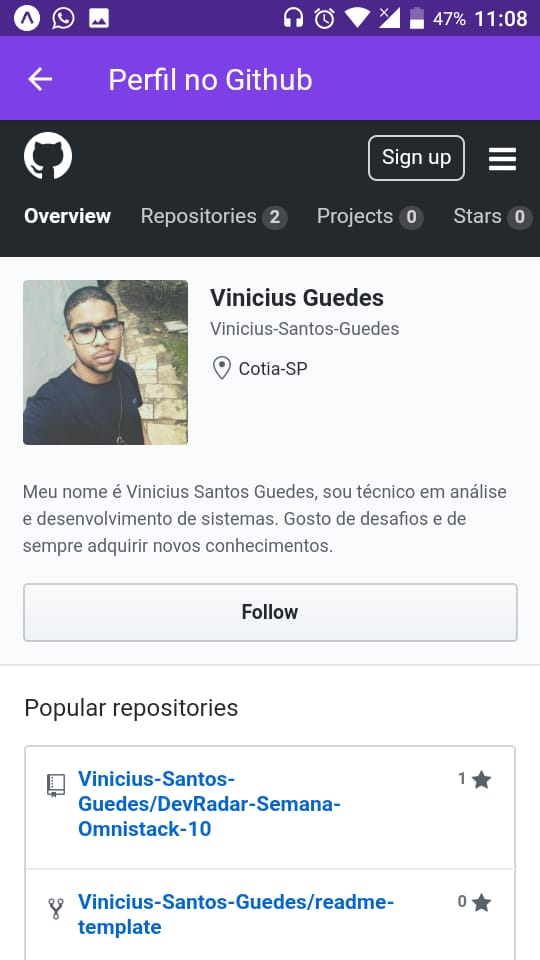 47% 11:08
Perfil no Github
Sign up
Overview Repositories 2 Projects 0 Stars 0
Vinicius Guedes
Vinicius-Santos-Guedes
Cotia-SP
Meu nome é Vinicius Santos Guedes, sou técnico em análise
e desenvolvimento de sistemas. Gosto de desafios e de
sempre adquirir novos conhecimentos.
Follow
Popular repositories
Vinicius-Santos-
Guedes/DevRadar-Semana-
Omnistack-10
1
Vinicius-Santos-Guedes/readme-
template
0